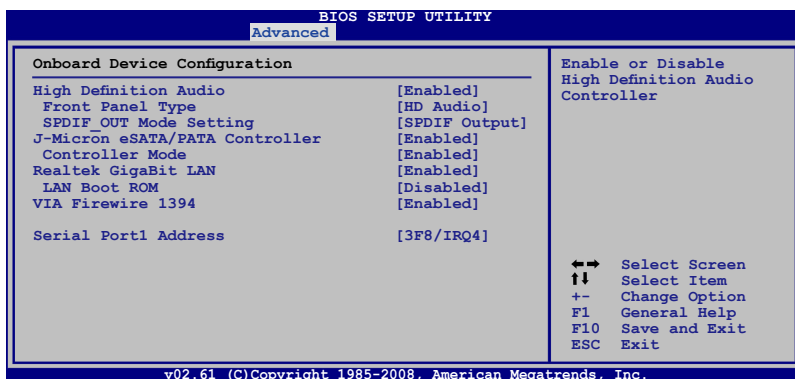 BIOS SETUP UTILITY
Advanced
Onboard Device Configuration
High Definition Audio [Enabled]
Front Panel Type [HD Audio]
SPDIF_OUT Mode Setting [SPDIF Output]
J-Micron eSATA/PATA Controller [Enabled]
Controller Mode [Enabled]
Realtek GigaBit LAN [Enabled]
LAN Boot ROM [Disabled]
VIA Firewire 1394 [Enabled]
Serial Port1 Address [3F8/IRQ4]
Enable or Disable
High Definition Audio
Controller
←→ Select Screen
↑↓ Select Item
+- Change Option
F1 General Help
F10 Save and Exit
ESC Exit
v02.61 (C)Copyright 1985-2008, American Megatrends, Inc.